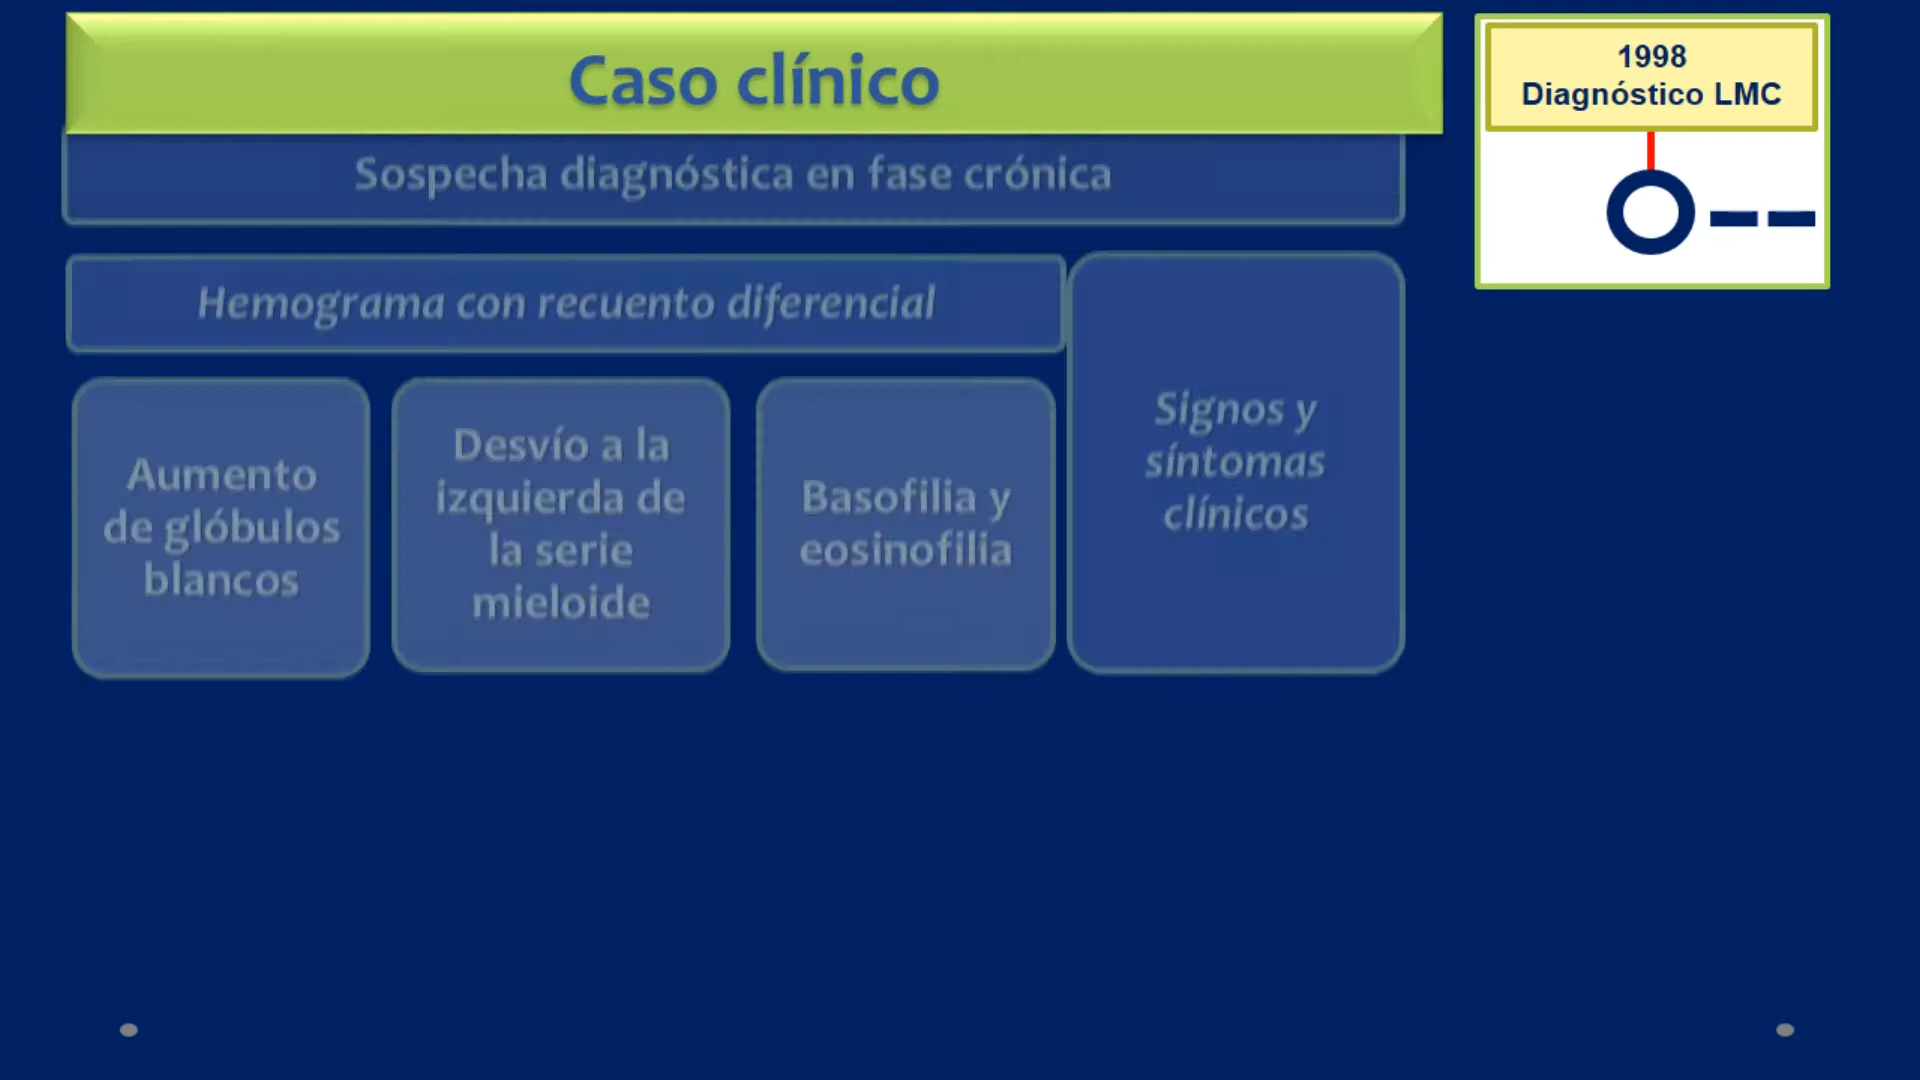 Caso clínico
1998
Diagnóstico LMC
Sospecha diagnóstica en fase crónica
Hemograma con recuento diferencial
Aumento
de glóbulos
blancos
Desvío a la
izquierda de
la serie
mieloide
Basofilia y
eosinofilia
Signos y
síntomas
clínicos